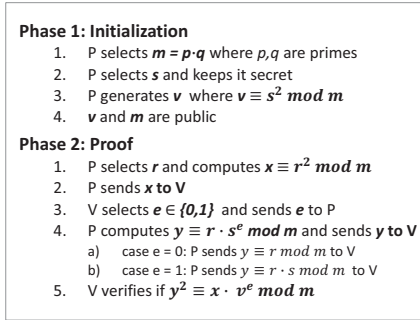 Phase 1: Initialization
1. P selects m = p·q where p,q are primes
2. P selects s and keeps it secret
3. P generates v where v ≡ s² mod m
4. v and m are public
Phase 2: Proof
1. P selects r and computes x ≡ r² mod m
2. P sends x to V
3. V selects e ∈ {0,1} and sends e to P
4. P computes y ≡ r · sᵉ mod m and sends y to V
a) case e = 0: P sends y ≡ r mod m to V
b) case e = 1: P sends y ≡ r · s mod m to V
5. V verifies if y² ≡ x · vᵉ mod m